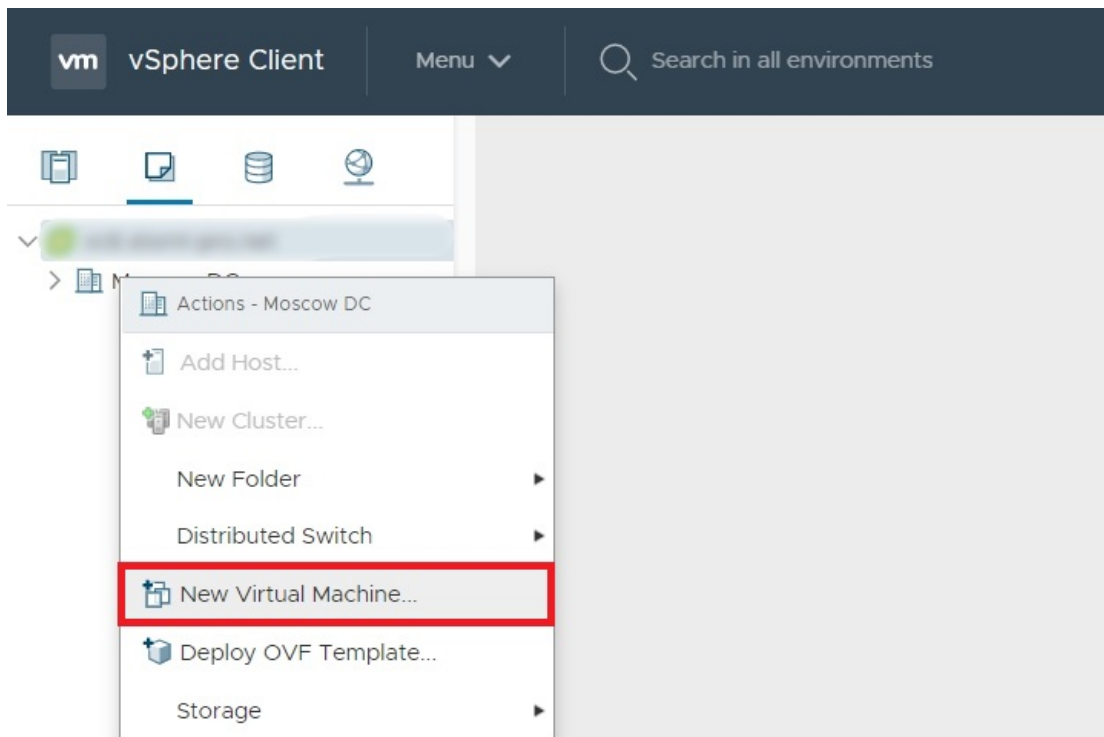 vm vSphere Client Menu Search in all environments
Actions - Moscow DC
Add Host...
New Cluster...
New Folder
Distributed Switch
New Virtual Machine...
Deploy OVF Template...
Storage